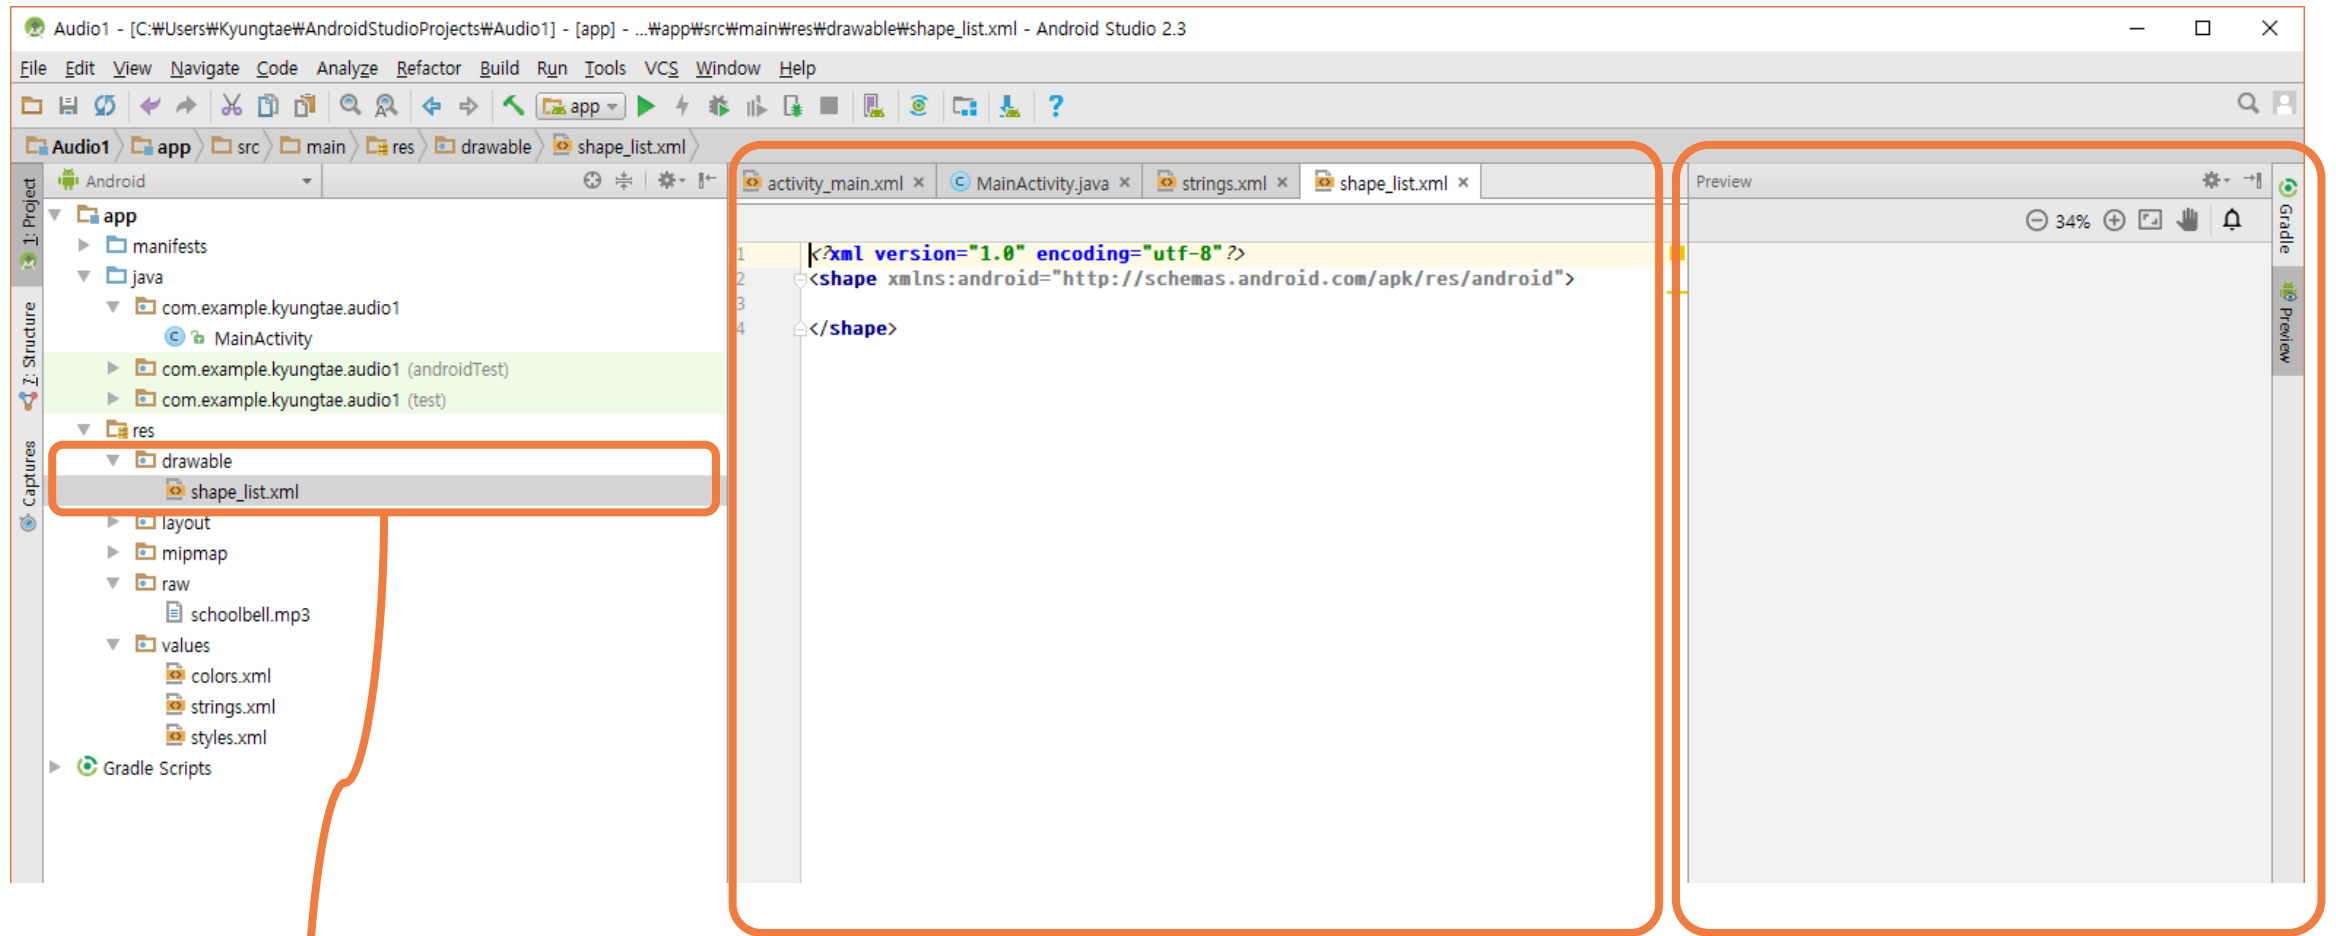 Audio1 - [C:₩Users₩Kyungtae₩AndroidStudioProjects₩Audio1] - [app] - ...₩app₩src₩main₩res₩drawable₩shape_list.xml - Android Studio 2.3
File Edit View Navigate Code Analyze Refactor Build Run Tools VCS Window Help
app
Audio1 app src main res drawable shape_list.xml
Android
activity_main.xml MainActivity.java strings.xml shape_list.xml
Preview
34%
1: Project
7: Structure
Captures
app
manifests
java
com.example.kyungtae.audio1
MainActivity
com.example.kyungtae.audio1 (androidTest)
com.example.kyungtae.audio1 (test)
res
drawable
shape_list.xml
layout
mipmap
raw
schoolbell.mp3
values
colors.xml
strings.xml
styles.xml
Gradle Scripts
1 <?xml version="1.0" encoding="utf-8"?>
2 <shape xmlns:android="http://schemas.android.com/apk/res/android">
3
4 </shape>
Gradle
Preview